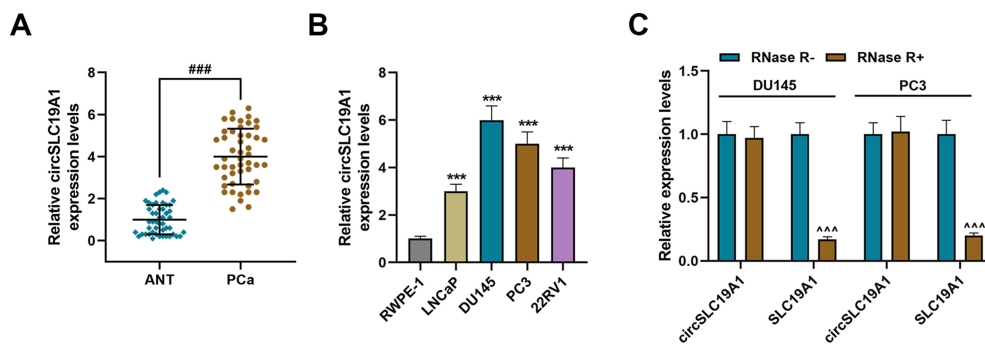 A
Relative circSLC19A1
expression levels
8
6
4
2
0
###
ANT
PCa
B
Relative circSLC19A1
expression levels
8
6
4
2
0
***
***
***
***
RWPE-1
LNCaP
DU145
PC3
22RV1
C
RNase R-
RNase R+
Relative expression levels
1.5
1.0
0.5
0.0
DU145
PC3
^^^
^^^
circSLC19A1
SLC19A1
circSLC19A1
SLC19A1